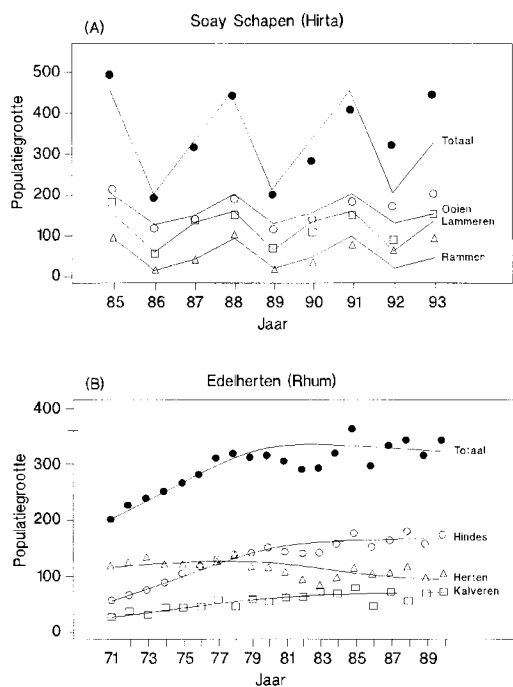 (A) Soay Schapen (Hirta)
Populatiegrootte
500
400
300
200
100
0
Totaal
Ooien
Lammeren
Rammen
85 86 87 88 89 90 91 92 93
Jaar
(B) Edelherten (Rhum)
Populatiegrootte
400
300
200
100
0
Totaal
Hindes
Herten
Kalveren
71 73 75 77 79 81 83 85 87 89
Jaar